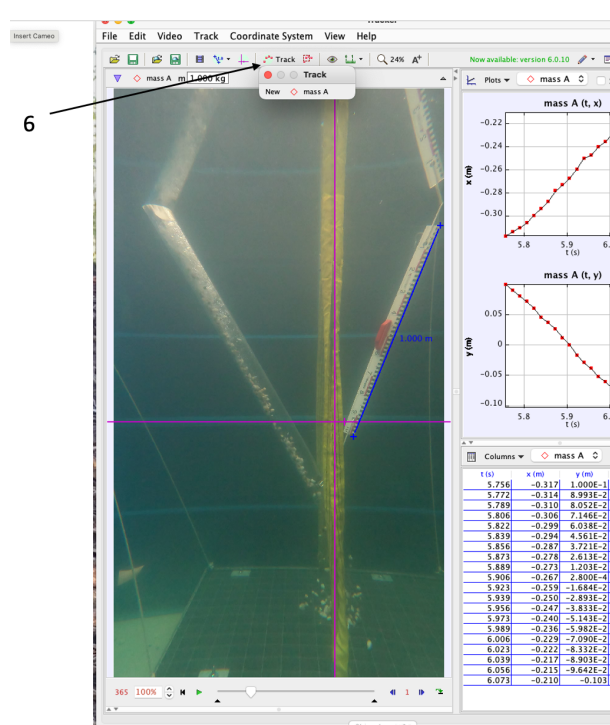 Insert Cameo
File Edit Video Track Coordinate System View Help
Track 24% A Now available: version 6.0.10
mass A m 1.000 kg
Track
New mass A
6
1.000 m
365 100% 1
Plots mass A
mass A (t, x)
-0.22
-0.24
-0.26
-0.28
-0.30
x (m)
5.8 5.9 6.
t (s)
mass A (t, y)
0.05
0
-0.05
-0.10
y (m)
5.8 5.9 6.
t (s)
Columns mass A
t (s) x (m) y (m)
5.756 -0.317 1.000E-1
5.772 -0.314 8.993E-2
5.789 -0.310 8.052E-2
5.806 -0.306 7.146E-2
5.822 -0.299 6.038E-2
5.839 -0.294 4.561E-2
5.856 -0.287 3.721E-2
5.873 -0.278 2.613E-2
5.889 -0.273 1.203E-2
5.906 -0.267 2.800E-4
5.923 -0.259 -1.684E-2
5.939 -0.250 -2.893E-2
5.956 -0.247 -3.833E-2
5.973 -0.240 -5.143E-2
5.989 -0.236 -5.982E-2
6.006 -0.229 -7.090E-2
6.023 -0.222 -8.332E-2
6.039 -0.217 -8.903E-2
6.056 -0.215 -9.642E-2
6.073 -0.210 -0.103